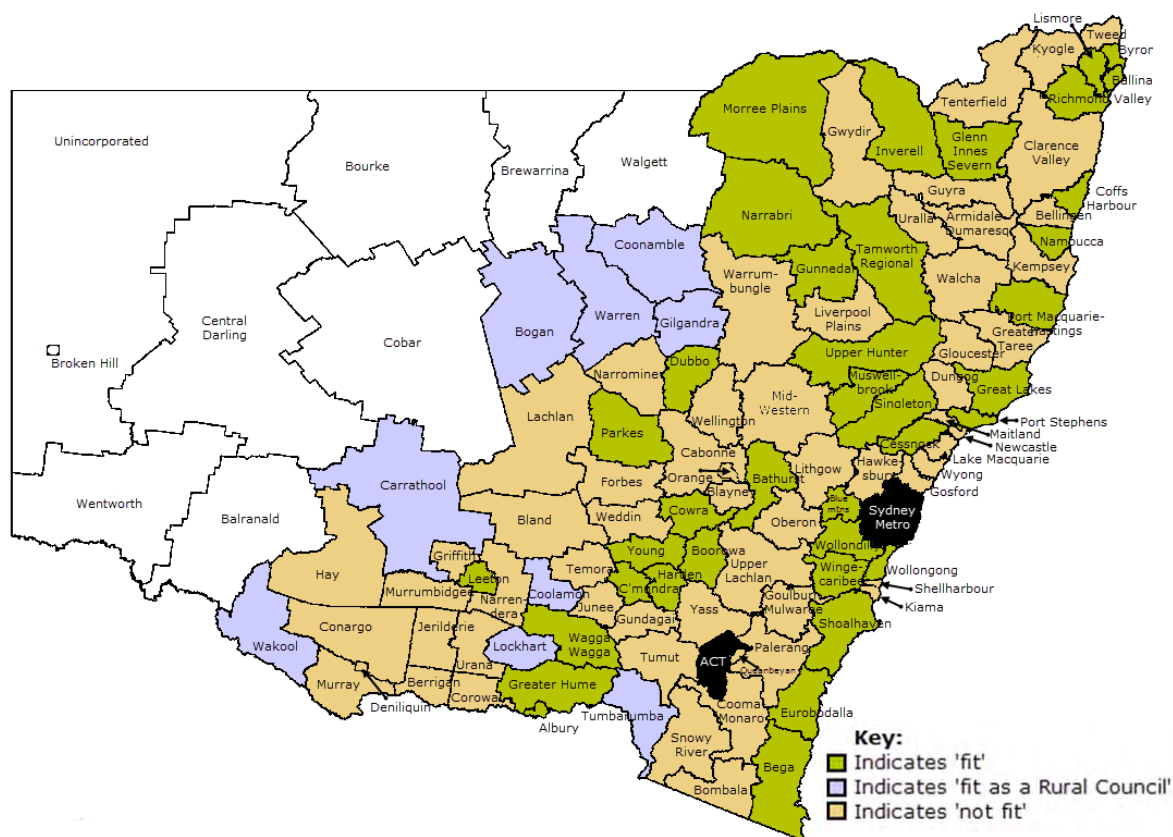 Lismore
Tweed
Kyogle
Byron
Ballina
Richmond Valley
Tenterfield
Morree Plains
Gwydir
Inverell
Glenn
Innes
Severn
Clarence
Valley
Unincorporated
Bourke
Brewarrina
Walgett
Guyra
Coffs
Harbour
Narrabri
Uralla
Armidale
Dumaresq
Bellingen
Coonamble
Tamworth
Regional
Nambucca
Gunnedah
Kempsey
Warrum-
bungle
Walcha
Central
Darling
Cobar
Bogan
Warren
Gilgandra
Liverpool
Plains
Port Macquarie-
Hastings
Greater
Taree
Broken Hill
Upper Hunter
Gloucester
Dubbo
Narromine
Muswell-
brook
Dungog
Great Lakes
Lachlan
Mid-
Western
Singleton
Wellington
Port Stephens
Parkes
Maitland
Cessnock
Newcastle
Cabonne
Lake Macquarie
Carrathool
Orange
Bathurst
Lithgow
Hawke-
sbury
Wyong
Wentworth
Forbes
Blayney
Gosford
Balranald
Blue
mtns
Sydney
Metro
Bland
Weddin
Cowra
Oberon
Wollondilly
Griffith
Young
Boorowa
Upper
Lachlan
Winge-
caribee
Wollongong
Hay
Leeton
Temora
Harden
Shellharbour
Murrumbidgee
Coolamon
C'mundra
Goulburn
Mulwaree
Kiama
Narren-
dera
Junee
Yass
Gundagai
Shoalhaven
Conargo
Jerilderie
Wagga
Wagga
Palerang
Wakool
Lockhart
Tumut
ACT
Queanbeyan
Urana
Murray
Berrigan
Corowa
Greater Hume
Deniliquin
Albury
Tumbarumba
Cooma
Monaro
Eurobodalla
Snowy
River
Bega
Bombala
Key:
Indicates 'fit'
Indicates 'fit as a Rural Council'
Indicates 'not fit'